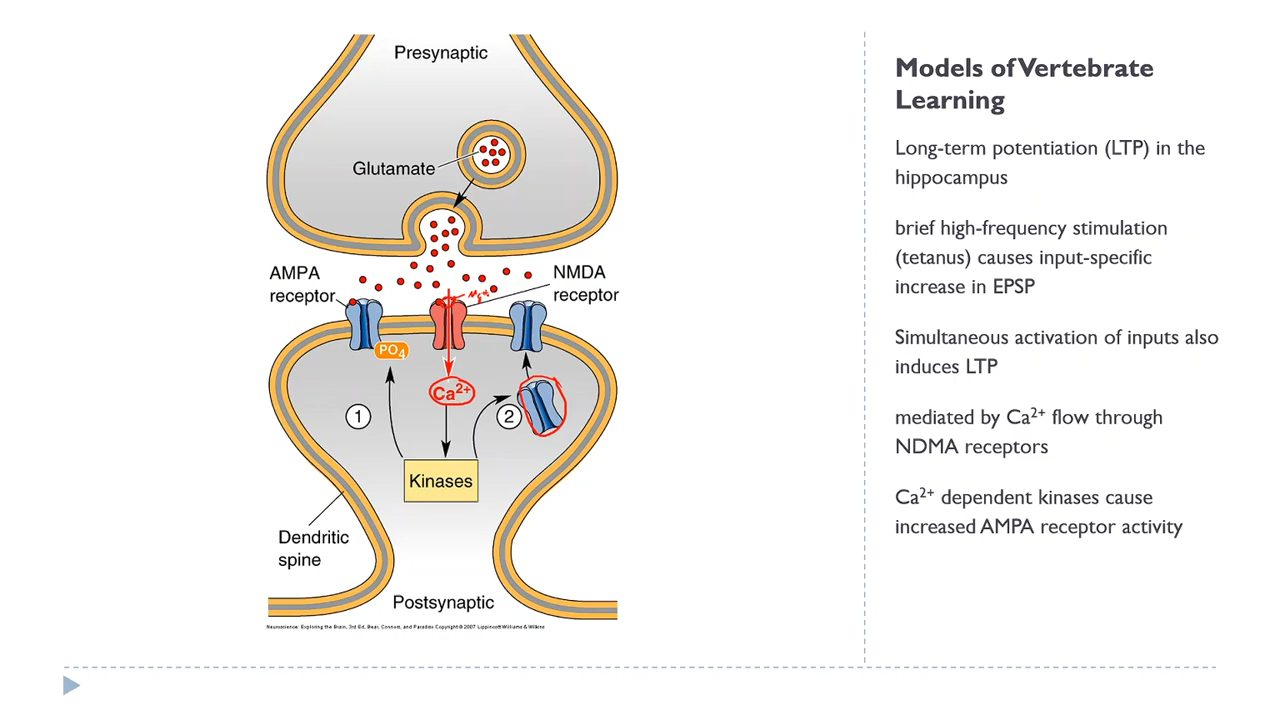 Presynaptic
Glutamate
AMPA
receptor
NMDA
receptor
Mg2+
PO4
Ca2+
1
2
Kinases
Dendritic
spine
Postsynaptic
Neuroscience: Exploring the Brain, 3rd Ed, Bear, Connors, and Paradiso Copyright © 2007 Lippincott Williams & Wilkins
Models of Vertebrate
Learning
Long-term potentiation (LTP) in the
hippocampus
brief high-frequency stimulation
(tetanus) causes input-specific
increase in EPSP
Simultaneous activation of inputs also
induces LTP
mediated by Ca2+ flow through
NDMA receptors
Ca2+ dependent kinases cause
increased AMPA receptor activity